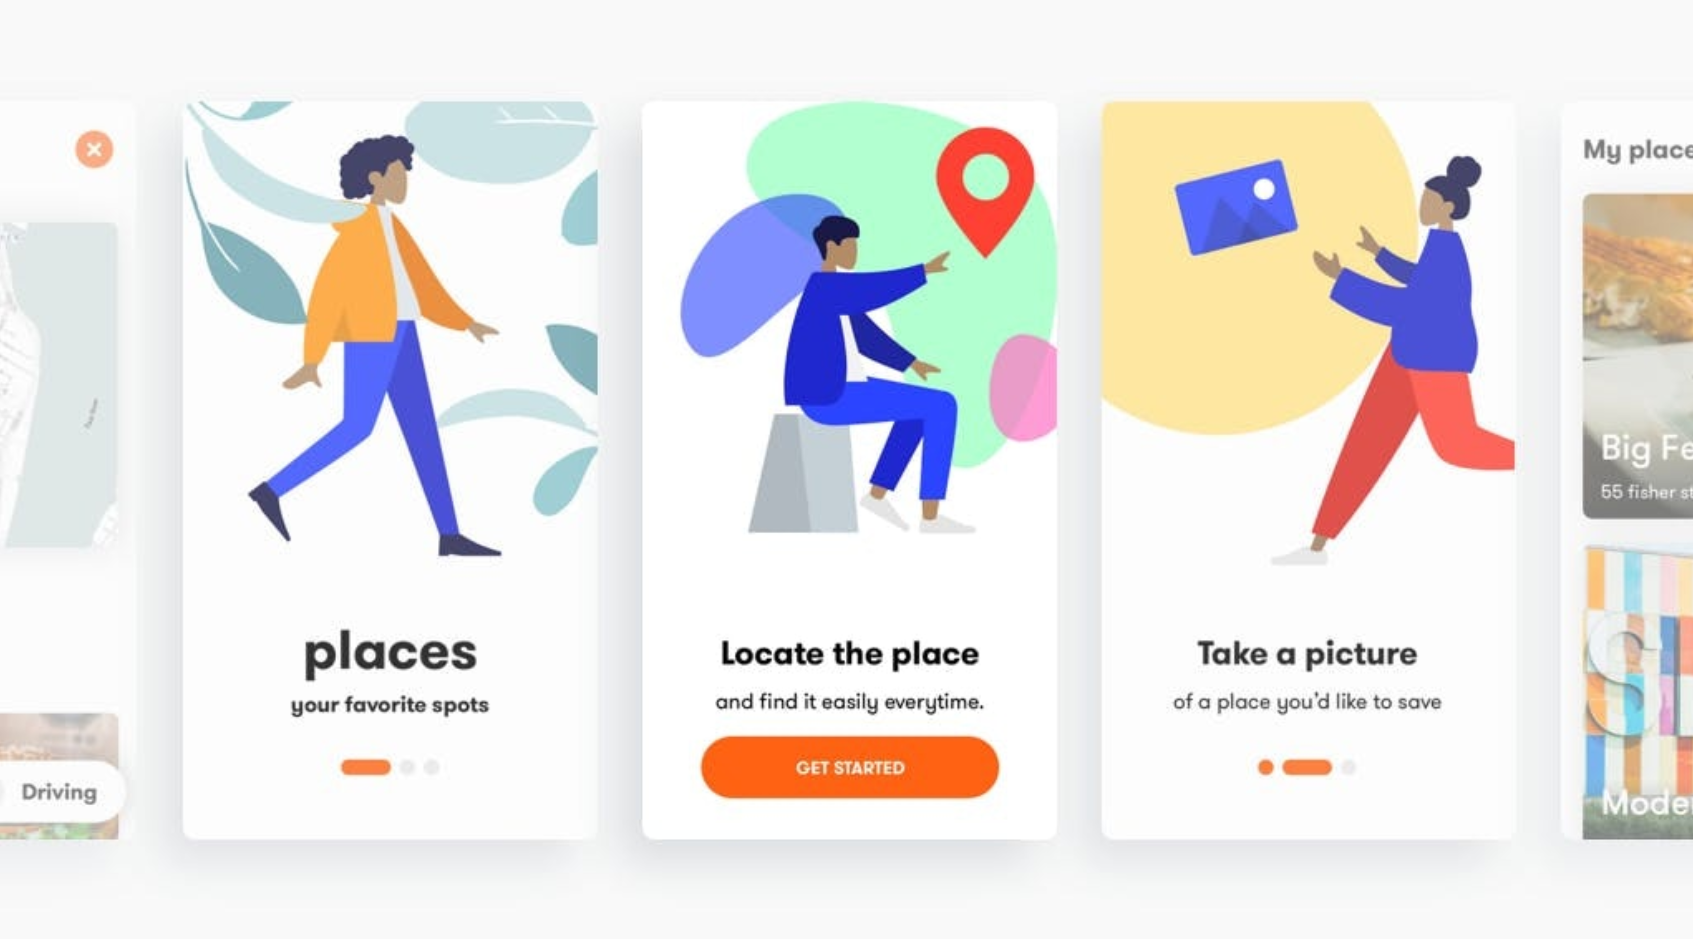 Driving
places
your favorite spots
Locate the place
and find it easily everytime.
GET STARTED
Take a picture
of a place you'd like to save
My place
Big Fe
55 fisher st
Moder